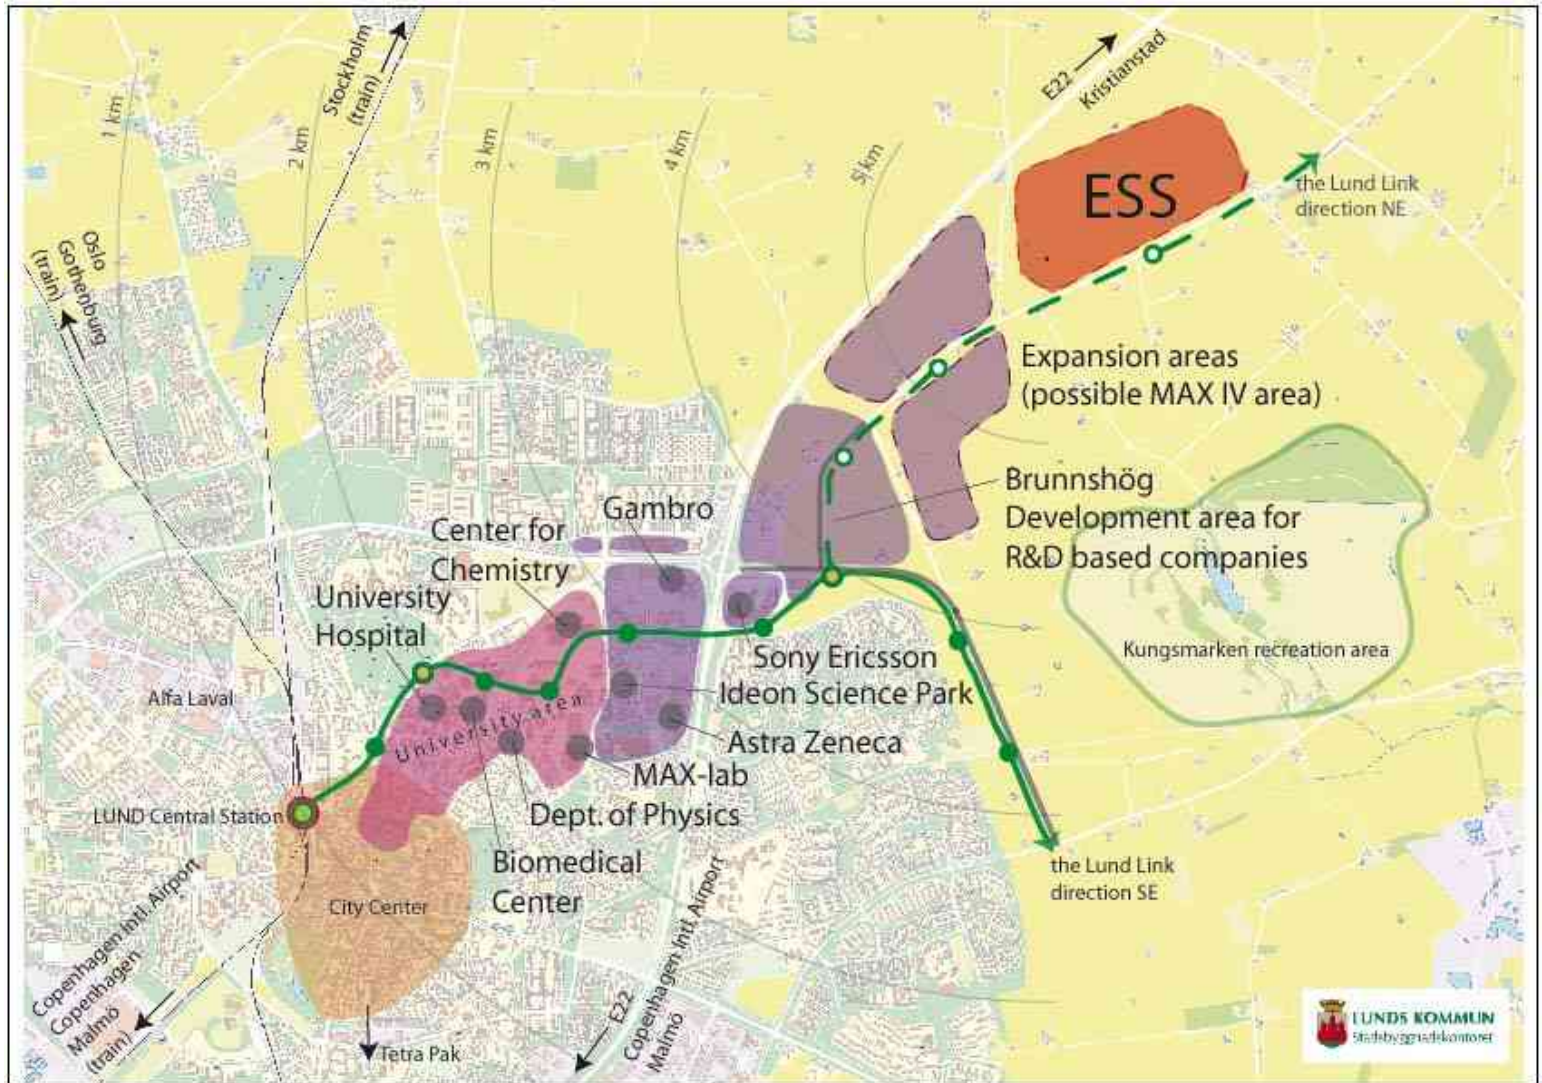 Stockholm
(train)
E22
Kristianstad
1 km
2 km
3 km
4 km
5 km
ESS
the Lund Link
direction NE
Oslo
Gothenburg
(train)
Expansion areas
(possible MAX IV area)
Brunnshög
Development area for
R&D based companies
Gambro
Center for
Chemistry
University
Hospital
Kungsmarken recreation area
Sony Ericsson
Ideon Science Park
Alfa Laval
University area
Astra Zeneca
MAX-lab
LUND Central Station
Dept. of Physics
Biomedical
Center
the Lund Link
direction SE
City Center
Copenhagen Intl. Airport
Copenhagen
Malmö
(train)
Tetra Pak
E22
Copenhagen Intl. Airport
Malmö
LUNDS KOMMUN
Stadsbyggnadskontoret